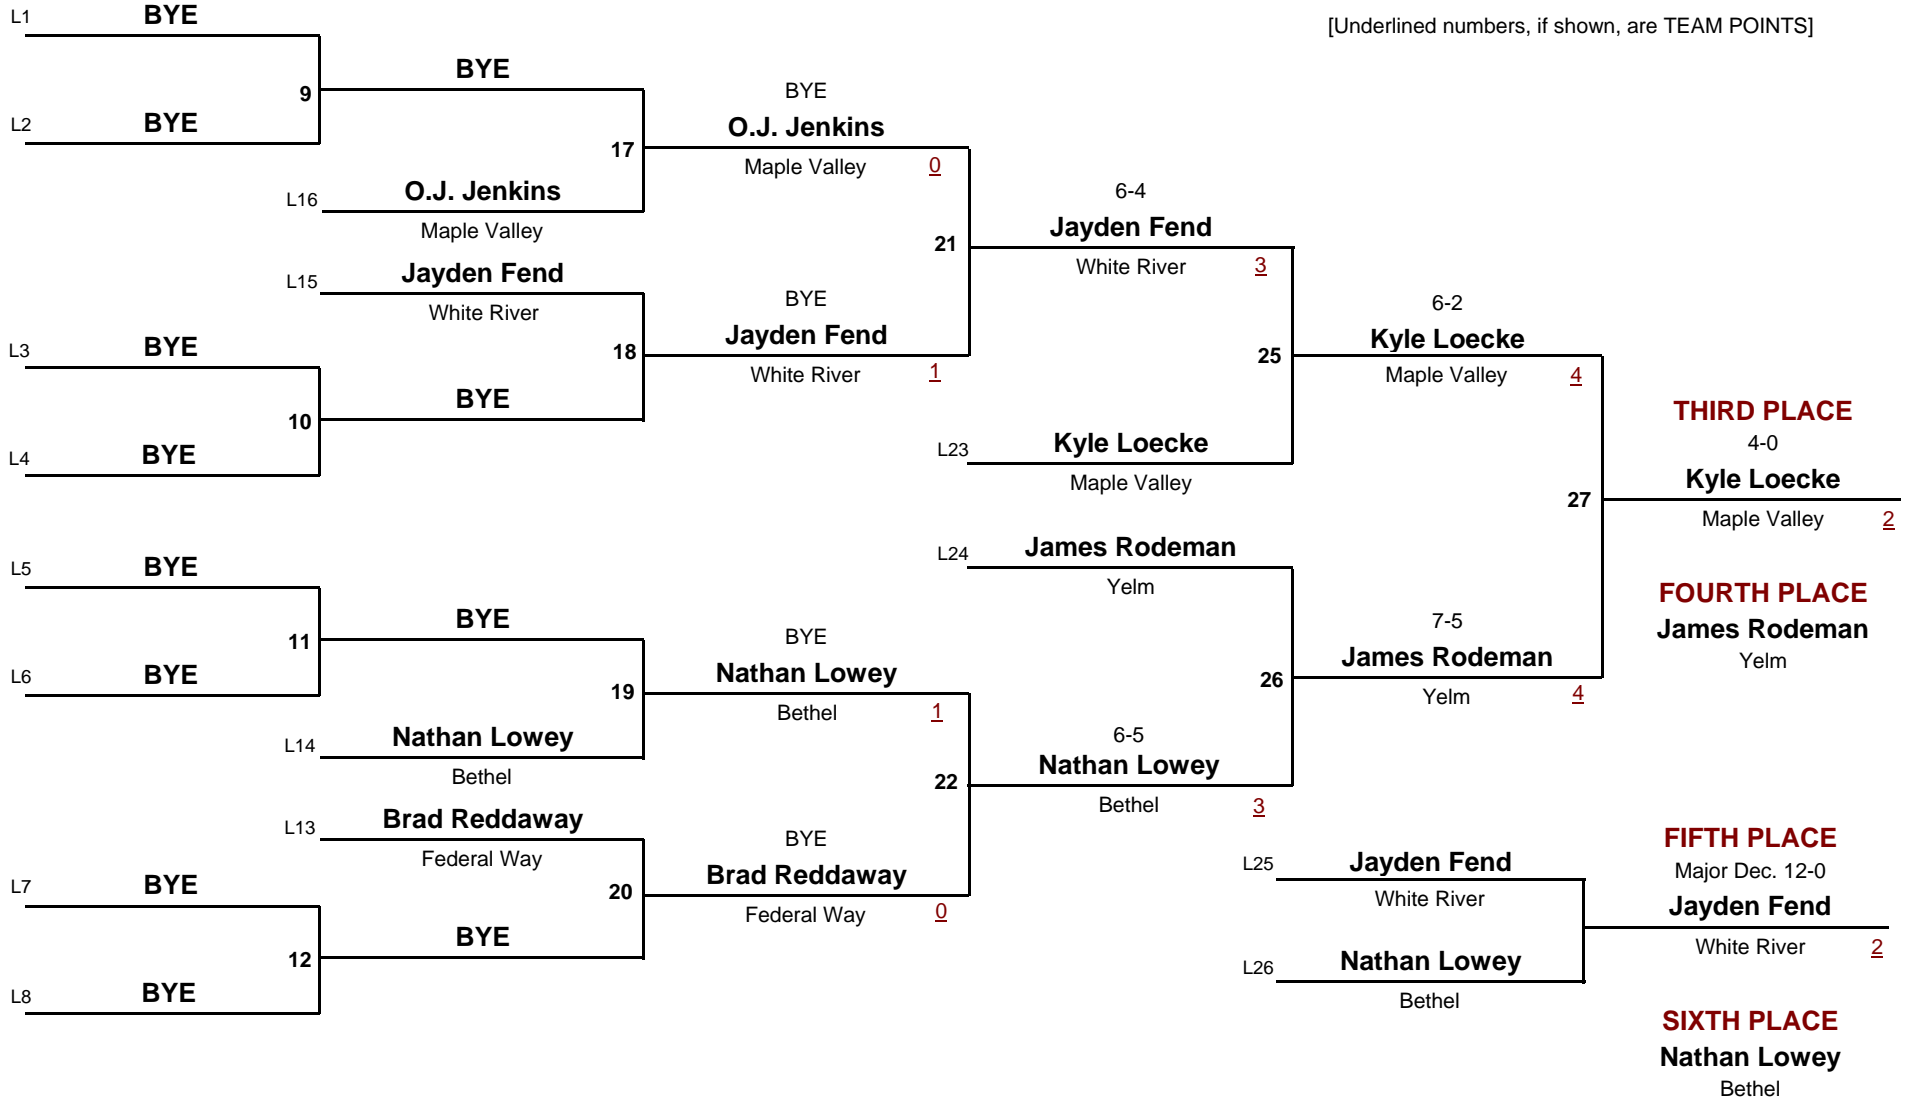 L1 BYE
[Underlined numbers, if shown, are TEAM POINTS]
9
BYE
L2 BYE
BYE
O.J. Jenkins
17
Maple Valley 0
L16 O.J. Jenkins
Maple Valley
6-4
Jayden Fend
21
White River 3
L15 Jayden Fend
White River
BYE
Jayden Fend
18
White River 1
L3 BYE
10
BYE
L4 BYE
6-2
Kyle Loecke
25
Maple Valley 4
L23 Kyle Loecke
Maple Valley
THIRD PLACE
4-0
Kyle Loecke
27
Maple Valley 2
L24 James Rodeman
Yelm
FOURTH PLACE
James Rodeman
Yelm
L5 BYE
11
BYE
L6 BYE
BYE
Nathan Lowey
19
Bethel 1
7-5
James Rodeman
26
Yelm 4
L14 Nathan Lowey
Bethel
6-5
Nathan Lowey
22
Bethel 3
L13 Brad Reddaway
Federal Way
BYE
Brad Reddaway
20
Federal Way 0
L7 BYE
12
BYE
L8 BYE
L25 Jayden Fend
White River
FIFTH PLACE
Major Dec. 12-0
Jayden Fend
White River 2
L26 Nathan Lowey
Bethel
SIXTH PLACE
Nathan Lowey
Bethel